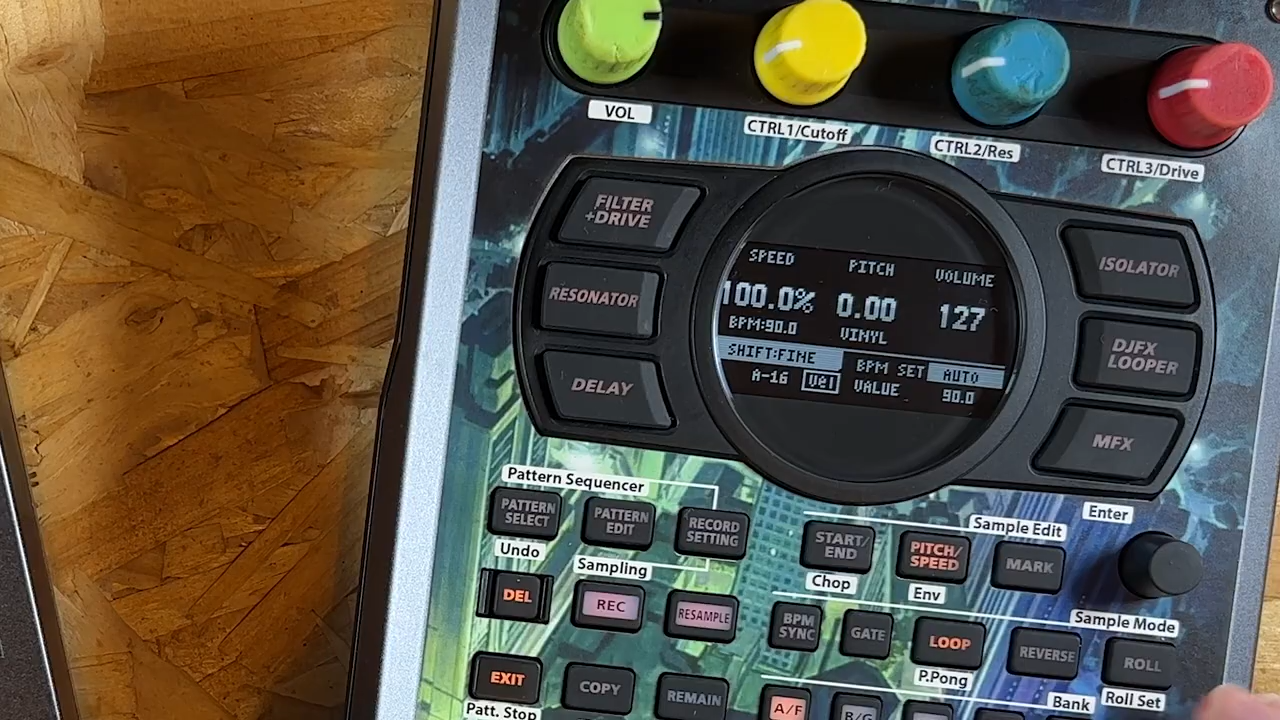 VOL
CTRL1/Cutoff
CTRL2/Res
CTRL3/Drive
FILTER
+DRIVE
RESONATOR
DELAY
SPEED PITCH VOLUME
100.0% 0.00 127
BPM:90.0 VINYL
SHIFT:FINE BPM SET AUTO
A-16 Vel VALUE 90.0
ISOLATOR
DJFX
LOOPER
MFX
Pattern Sequencer
PATTERN
SELECT
PATTERN
EDIT
RECORD
SETTING
Undo
Sampling
START/
END
PITCH/
SPEED
MARK
Sample Edit
Enter
Chop
Env
DEL
REC
RESAMPLE
BPM
SYNC
GATE
LOOP
REVERSE
ROLL
Sample Mode
P.Pong
Roll Set
EXIT
COPY
REMAIN
Patt. Stop
A/F
B/G
Bank